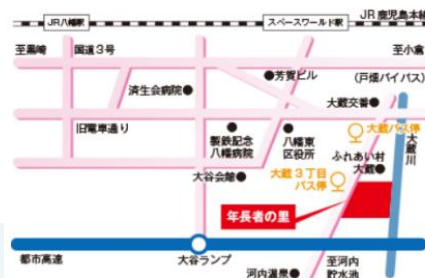 JR八幡駅
スペースワールド駅
JR鹿児島本線
至黒崎
国道3号
至小倉
芳賀ビル
(戸畑バイパス)
済生会病院
大蔵交番
大蔵バス停
旧電車通り
製鉄記念
八幡病院
八幡東
区役所
大蔵川
ふれあい村
大蔵
大谷会館
大蔵3丁目
バス停
年長者の里
都市高速
大谷ランプ
至河内
貯水池
河内温泉